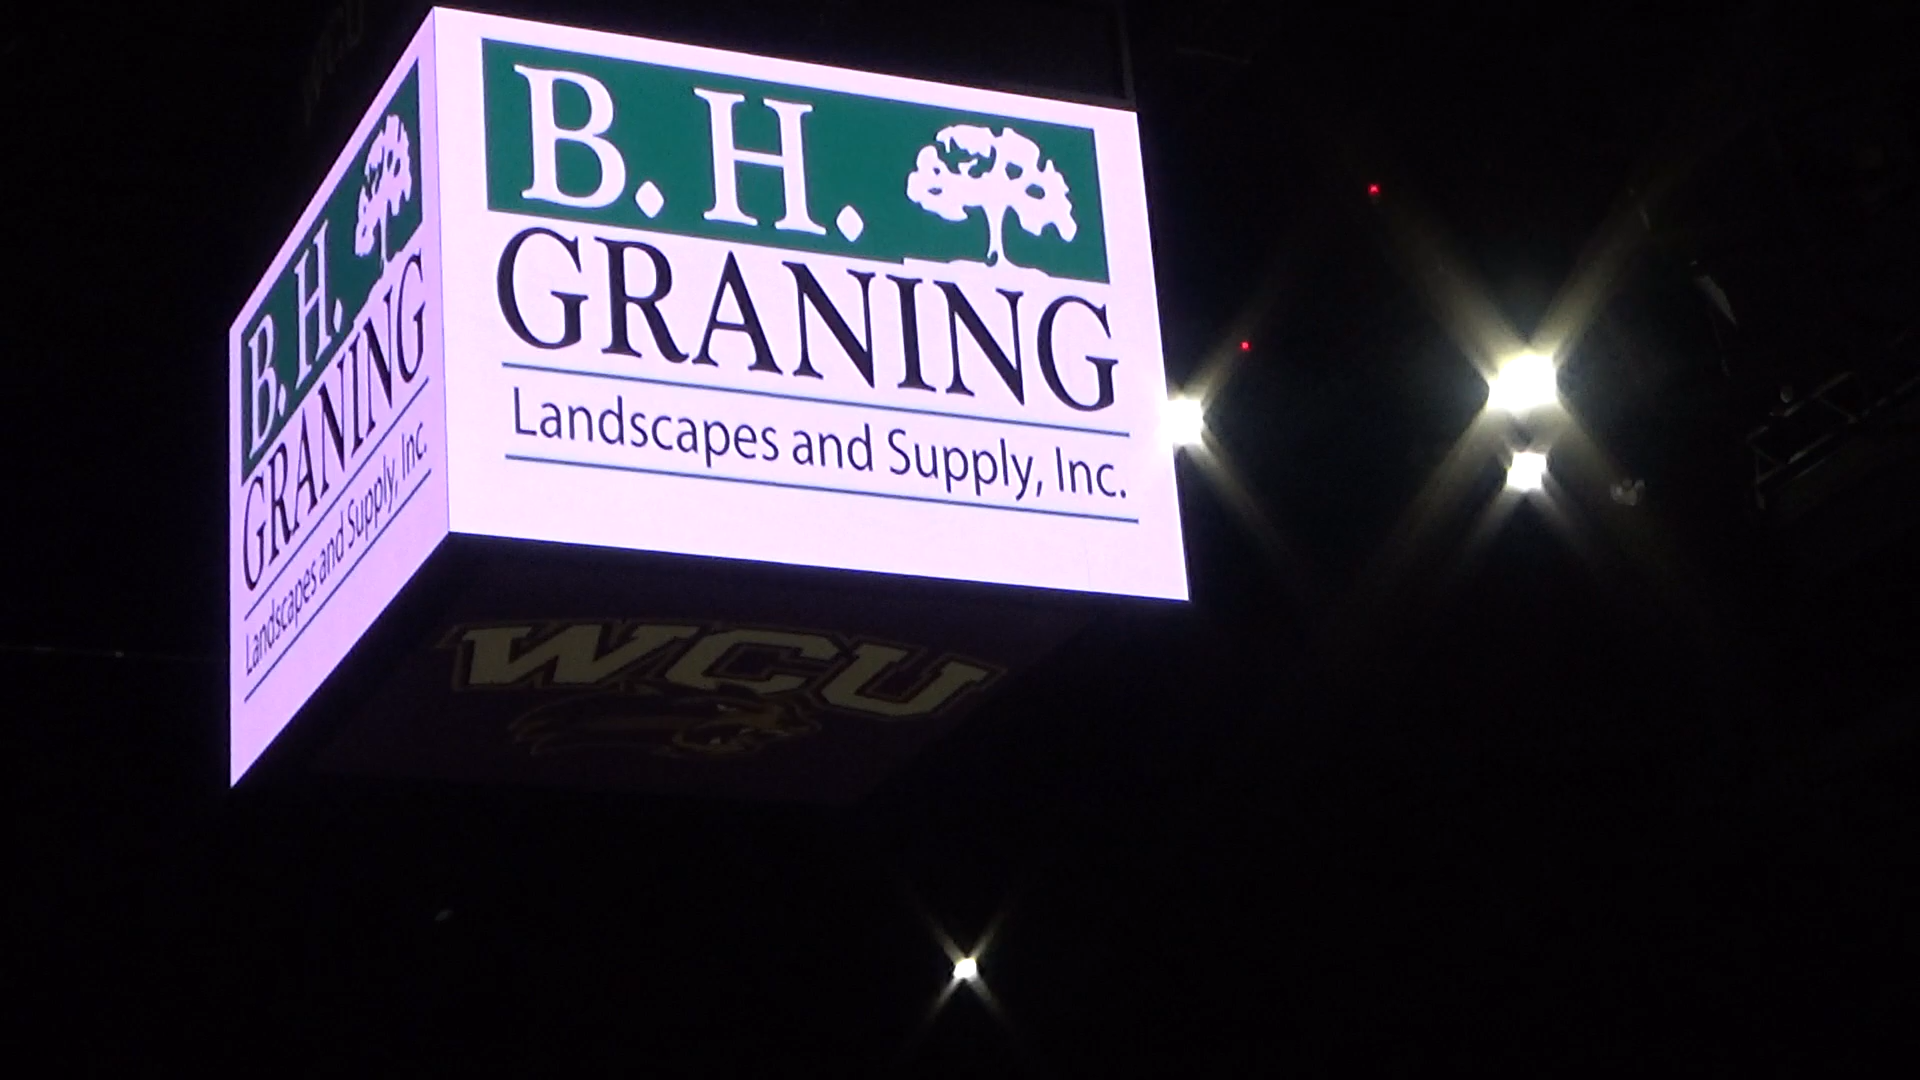 B. H.
GRANING
Landscapes and Supply, Inc.
B. H.
GRANING
Landscapes and Supply, Inc.
WCU